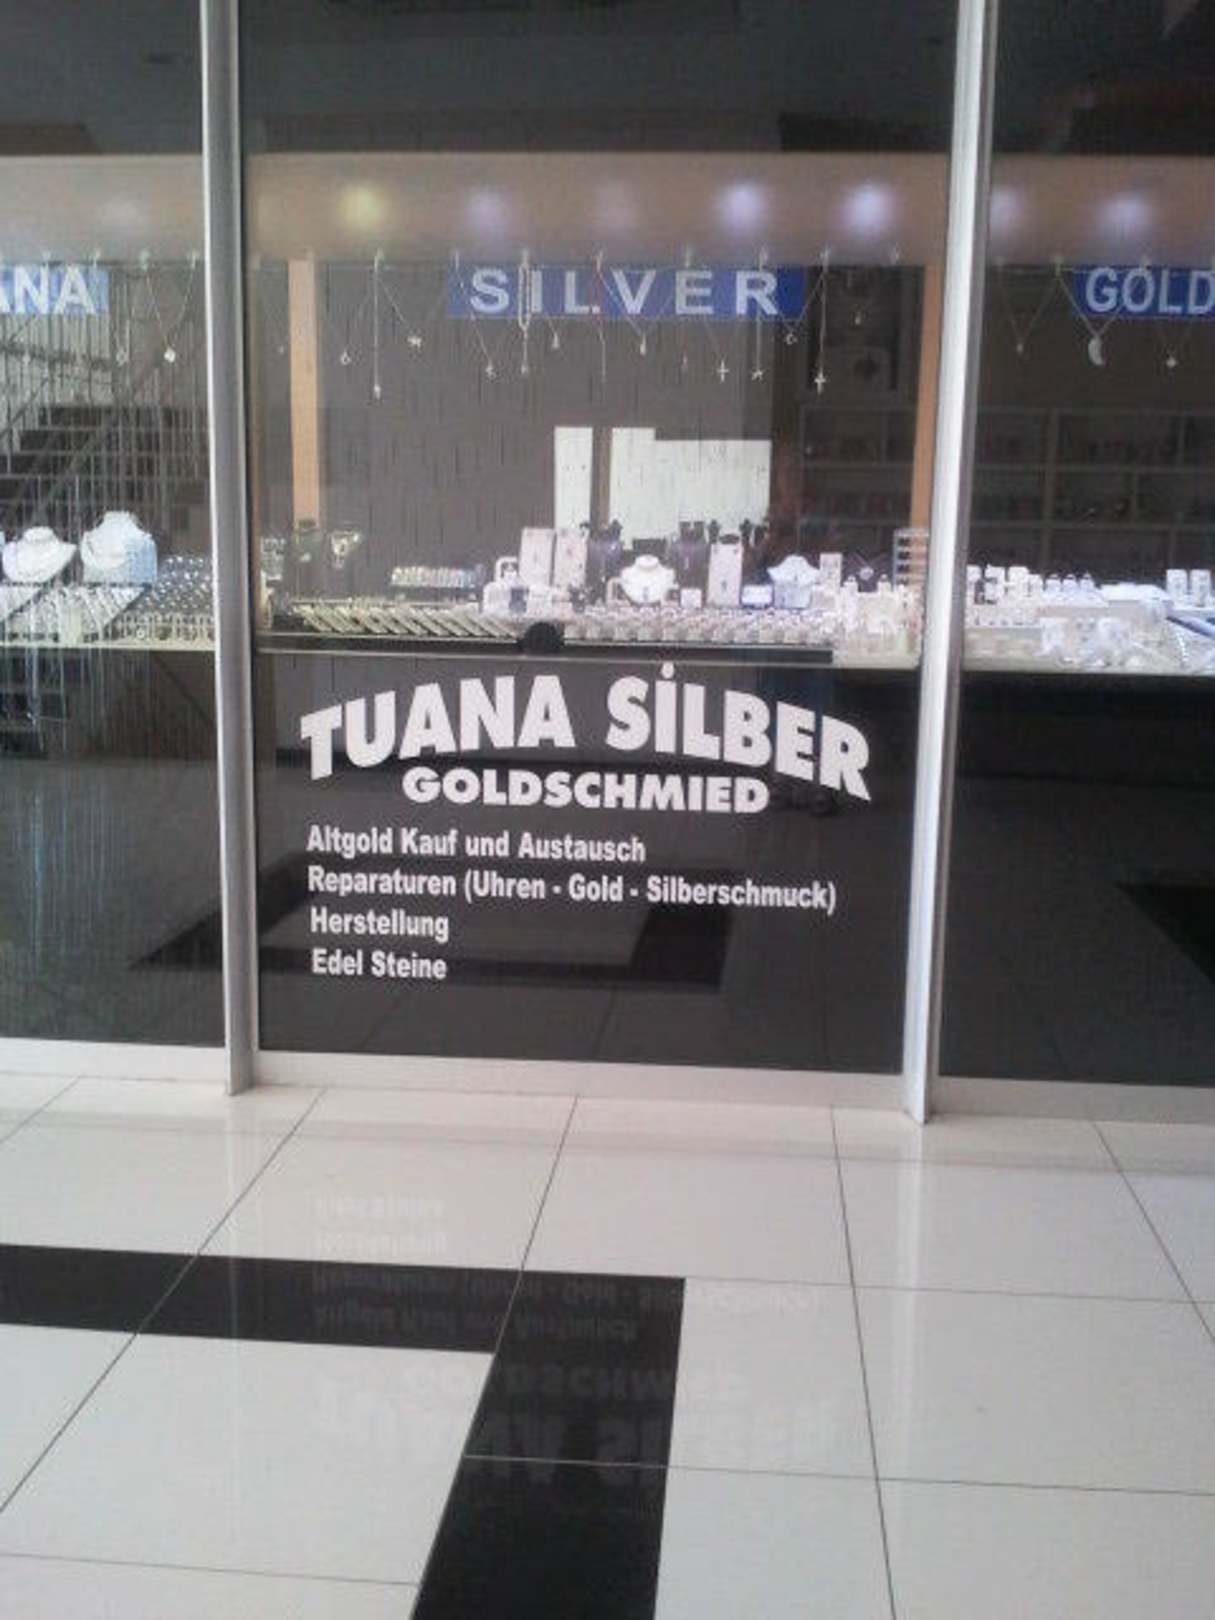 ANA SILVER GOLD
TUANA SİLBER
GOLDSCHMIED
Altgold Kauf und Austausch
Reparaturen (Uhren - Gold - Silberschmuck)
Herstellung
Edel Steine